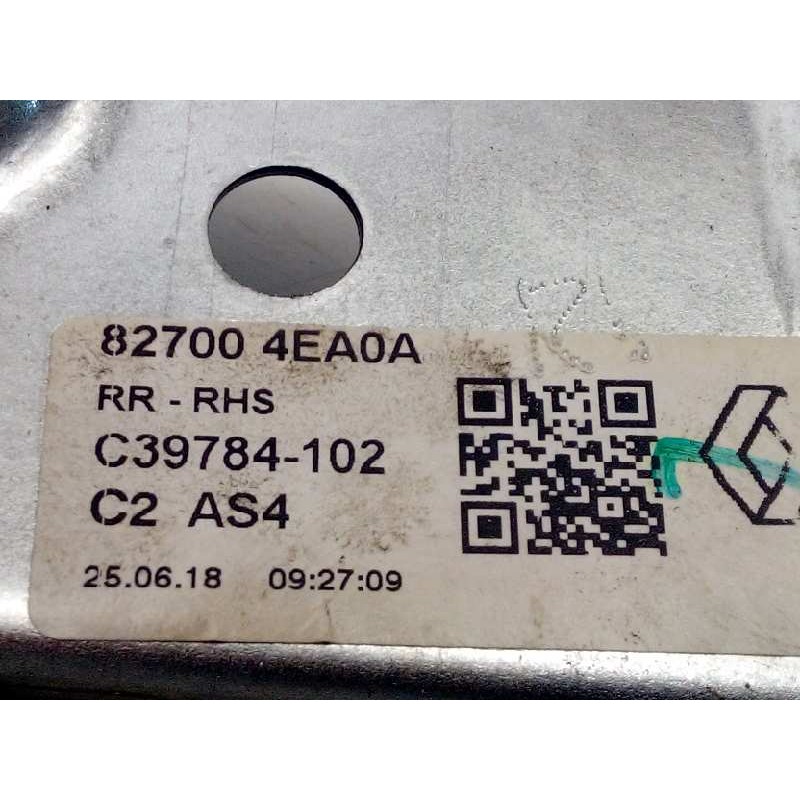 82700 4EA0A
RR - RHS
C39784-102
C2 AS4
25.06.18 09:27:09